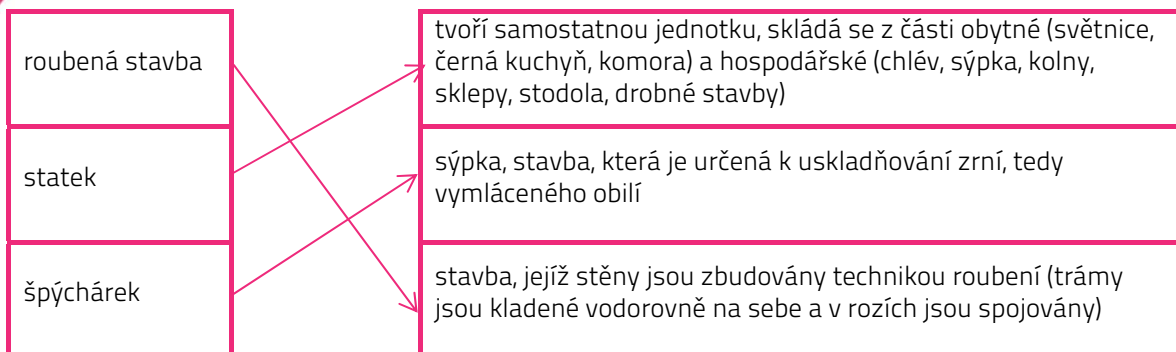 roubená stavba
tvoří samostatnou jednotku, skládá se z části obytné (světnice,
černá kuchyň, komora) a hospodářské (chlév, sýpka, kolny,
sklepy, stodola, drobné stavby)
statek
sýpka, stavba, která je určená k uskladňování zrní, tedy
vymláceného obilí
špýchárek
stavba, jejíž stěny jsou zbudovány technikou roubení (trámy
jsou kladené vodorovně na sebe a v rozích jsou spojovány)